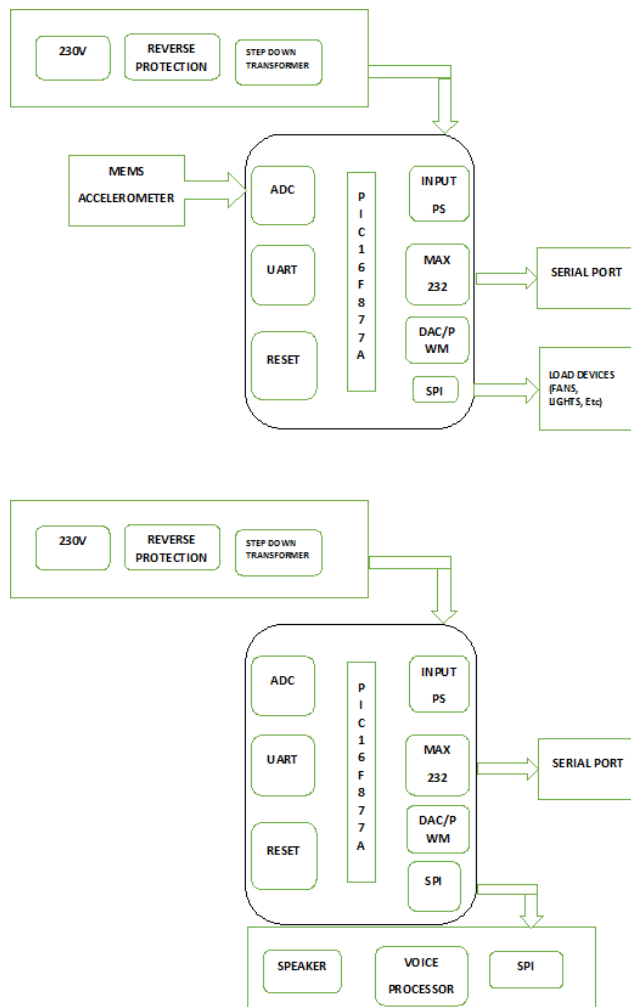 230V
REVERSE
PROTECTION
STEP DOWN
TRANSFORMER
MEMS
ACCELEROMETER
ADC
UART
RESET
P
I
C
1
6
F
8
7
7
A
INPUT
PS
MAX
232
DAC/P
WM
SPI
SERIAL PORT
LOAD DEVICES
(FANS,
LIGHTS, Etc)
230V
REVERSE
PROTECTION
STEP DOWN
TRANSFORMER
ADC
UART
RESET
P
I
C
1
6
F
8
7
7
A
INPUT
PS
MAX
232
DAC/P
WM
SPI
SERIAL PORT
SPEAKER
VOICE
PROCESSOR
SPI